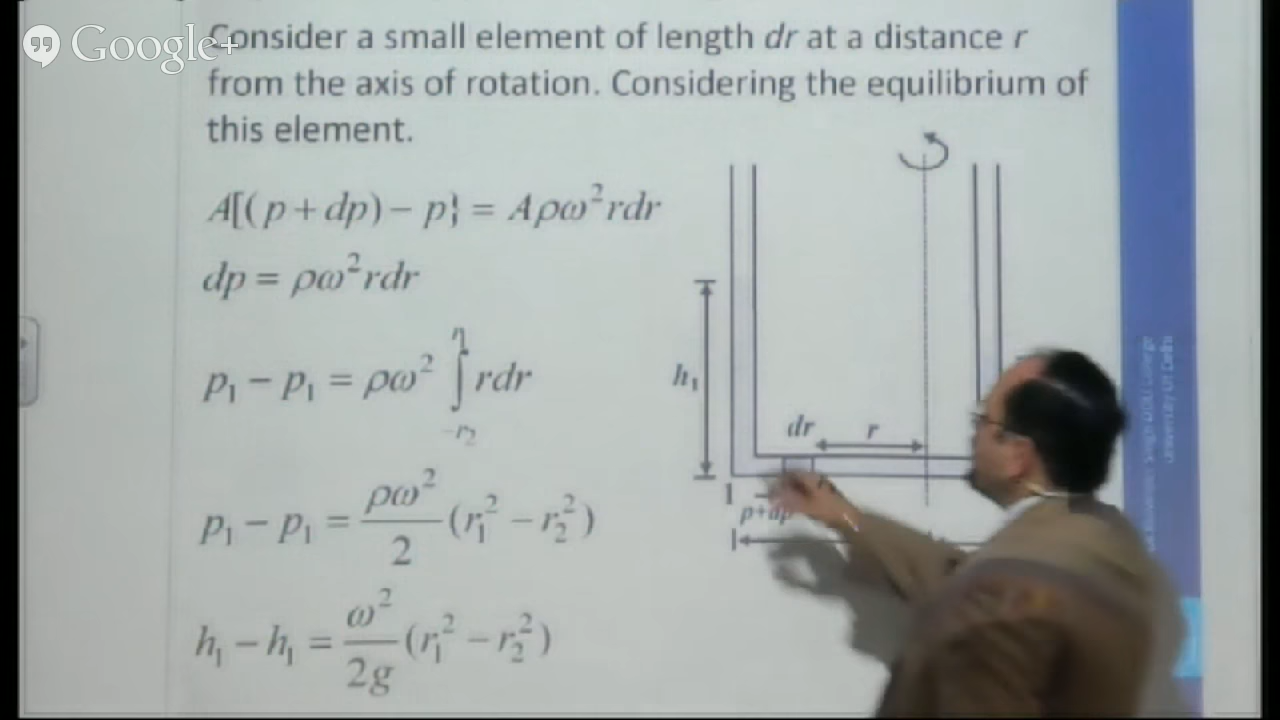 Google+
Consider a small element of length dr at a distance r
from the axis of rotation. Considering the equilibrium of
this element.
A[(p + dp) − p} = Aρω²rdr
dp = ρω²rdr
p₁ − p₁ = ρω² ∫_{−r₂}^{r₁} rdr
p₁ − p₁ = ρω²/2 (r₁² − r₂²)
h₁ − h₁ = ω²/2g (r₁² − r₂²)
h₁
dr
r
1
p+dp